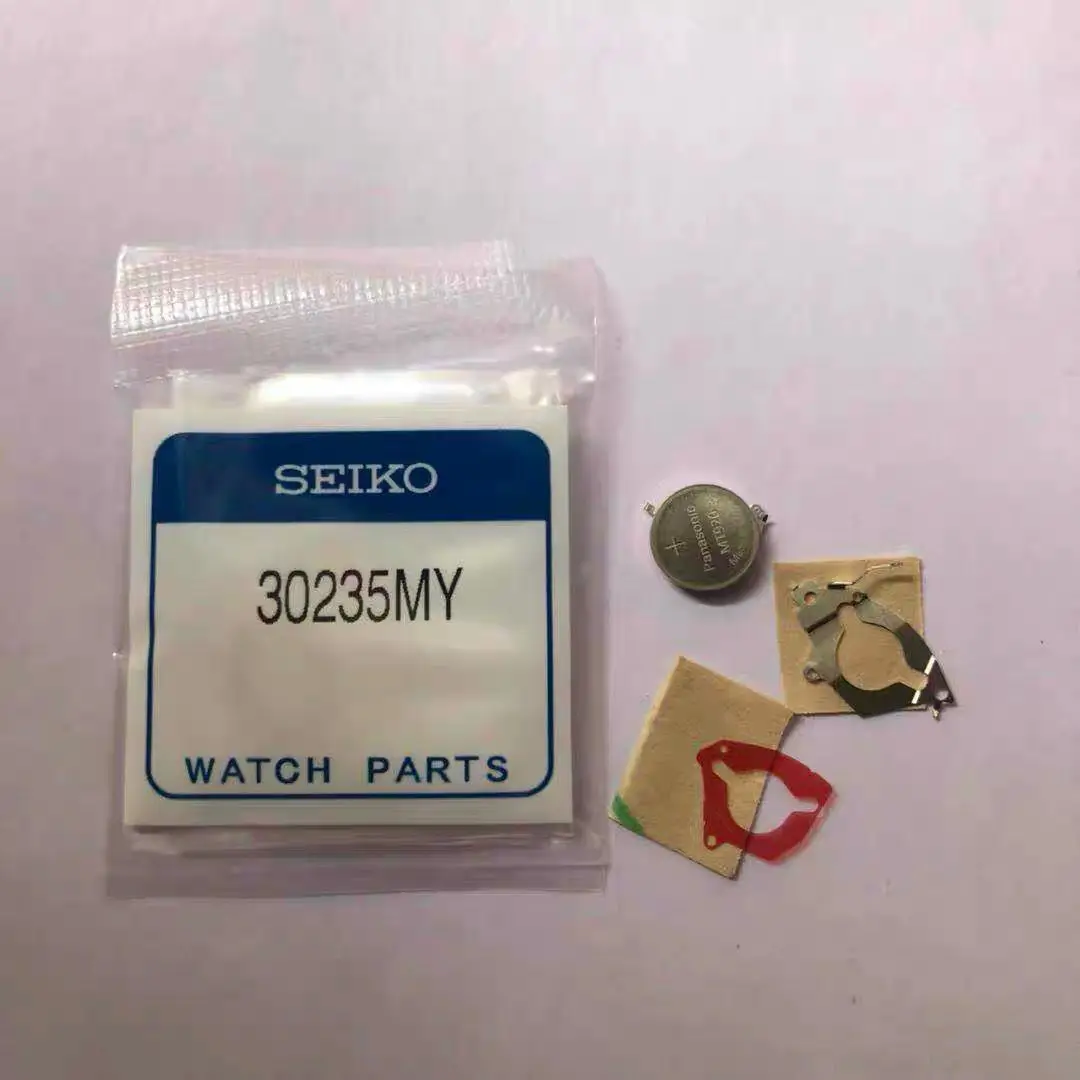 SEIKO
30235MY
WATCH PARTS
Panasonic
MT920